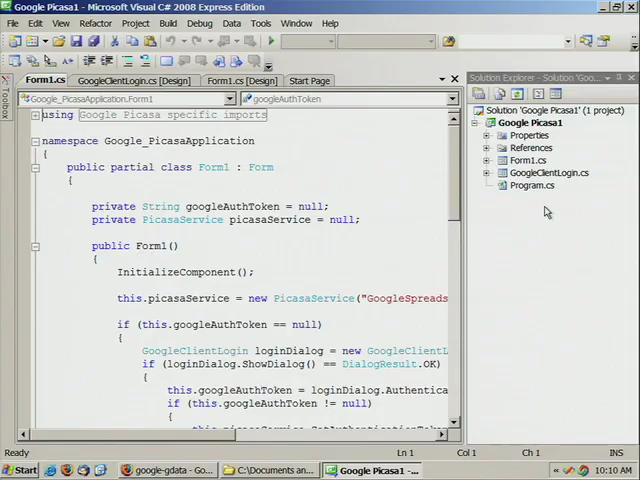 Google Picasa1 - Microsoft Visual C# 2008 Express Edition
File Edit View Refactor Project Build Debug Data Tools Window Help
Form1.cs GoogleClientLogin.cs [Design] Form1.cs [Design] Start Page
Google_PicasaApplication.Form1 googleAuthToken
using Google Picasa specific imports
namespace Google_PicasaApplication
{
public partial class Form1 : Form
{
private String googleAuthToken = null;
private PicasaService picasaService = null;
public Form1()
{
InitializeComponent();
this.picasaService = new PicasaService("GoogleSpreads
if (this.googleAuthToken == null)
{
GoogleClientLogin loginDialog = new GoogleClientL
if (loginDialog.ShowDialog() == DialogResult.OK)
{
this.googleAuthToken = loginDialog.Authentica
if (this.googleAuthToken != null)
{
Toolbox
Solution Explorer - Solution 'Goo...
Solution 'Google Picasa1' (1 project)
Google Picasa1
Properties
References
Form1.cs
GoogleClientLogin.cs
Program.cs
Ready Ln 1 Col 1 Ch 1 INS
Start google-gdata - Goo... C:\Documents an... Google Picasa1 -... 10:10 AM